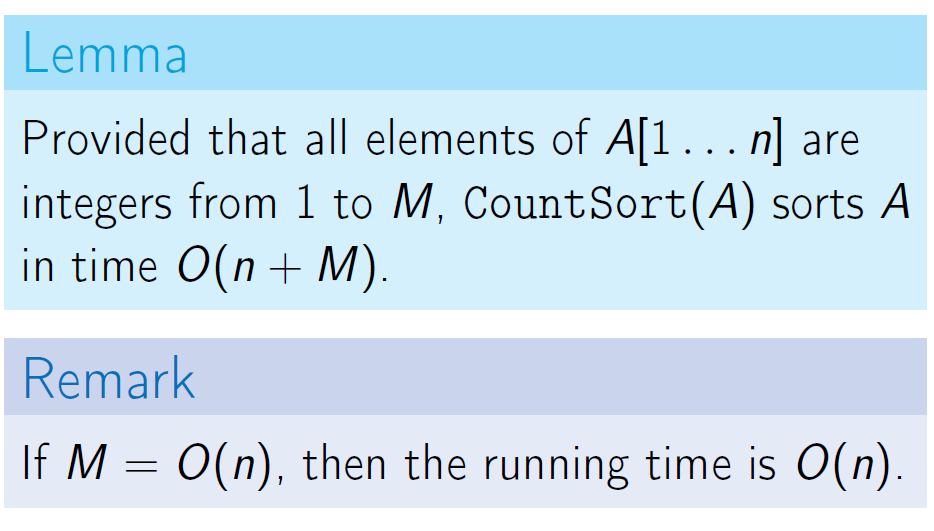 Lemma
Provided that all elements of A[1 . . . n] are
integers from 1 to M, CountSort(A) sorts A
in time O(n + M).
Remark
If M = O(n), then the running time is O(n).